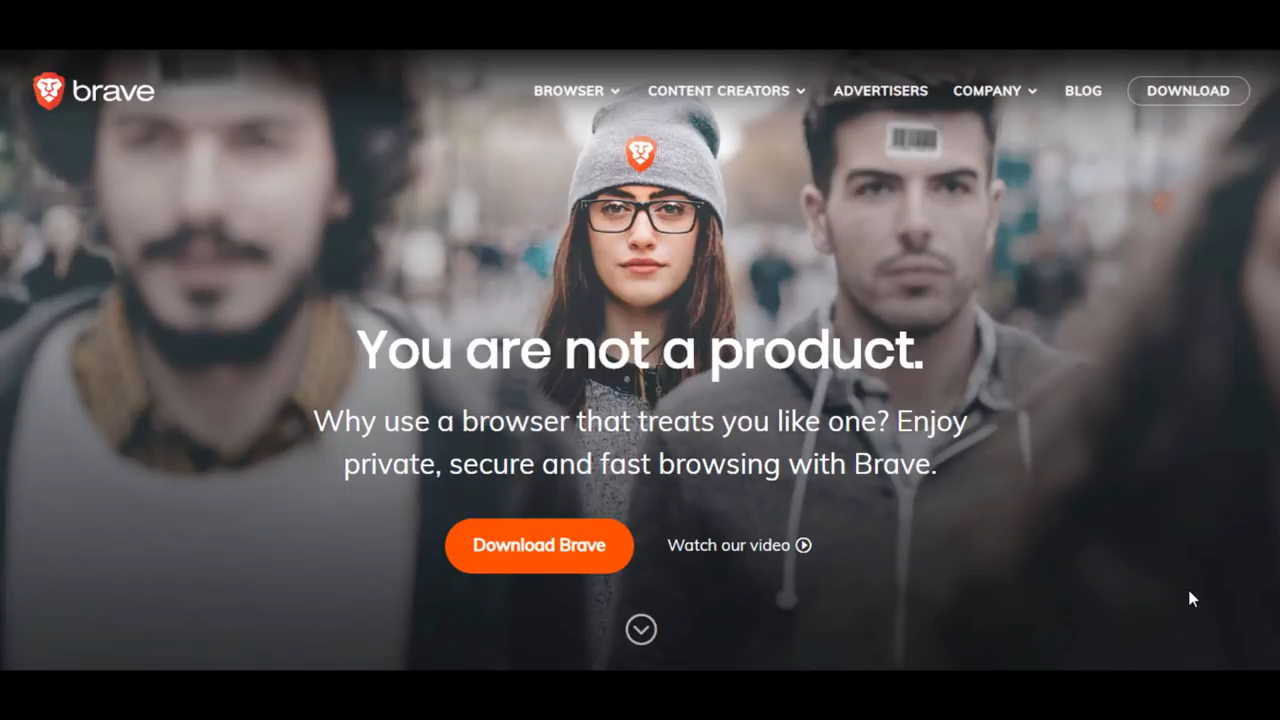 brave
BROWSER CONTENT CREATORS ADVERTISERS COMPANY BLOG DOWNLOAD
You are not a product.
Why use a browser that treats you like one? Enjoy
private, secure and fast browsing with Brave.
Download Brave Watch our video